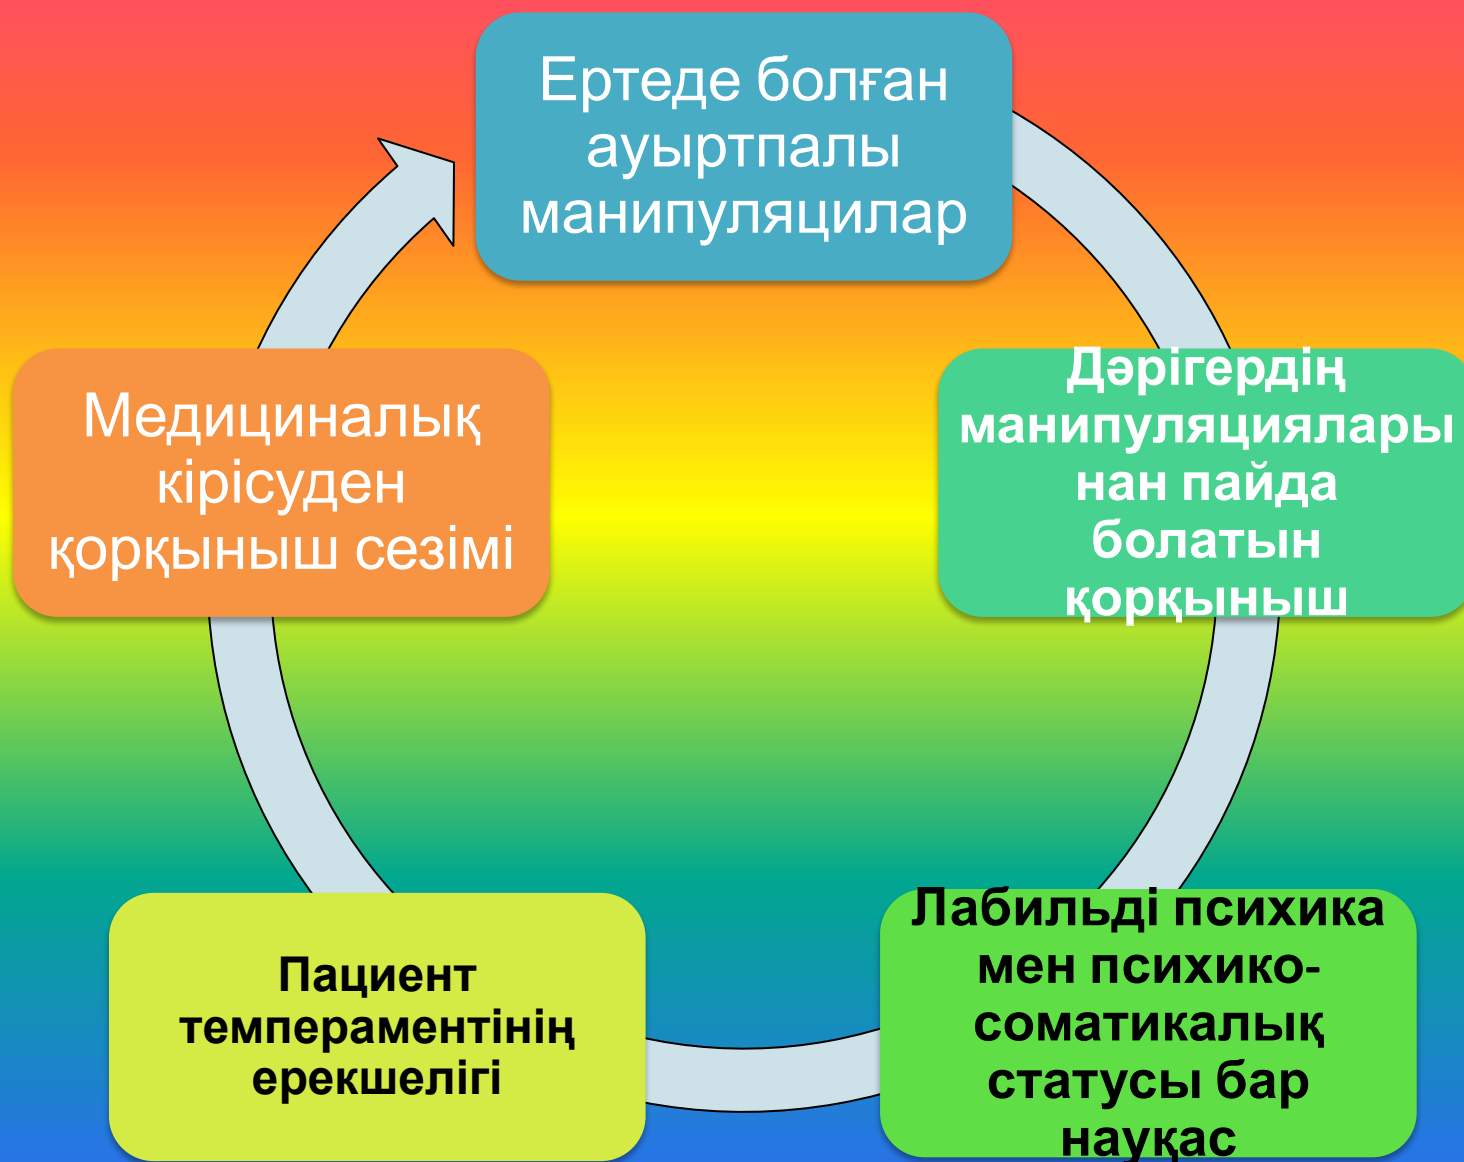 Ертеде болған
ауыртпалы
манипуляцилар
Дәрігердің
манипуляциялары
нан пайда
болатын
қорқыныш
Лабильді психика
мен психико-
соматикалық
статусы бар
науқас
Пациент
темпераментінің
ерекшелігі
Медициналық
кірісуден
қорқыныш сезімі